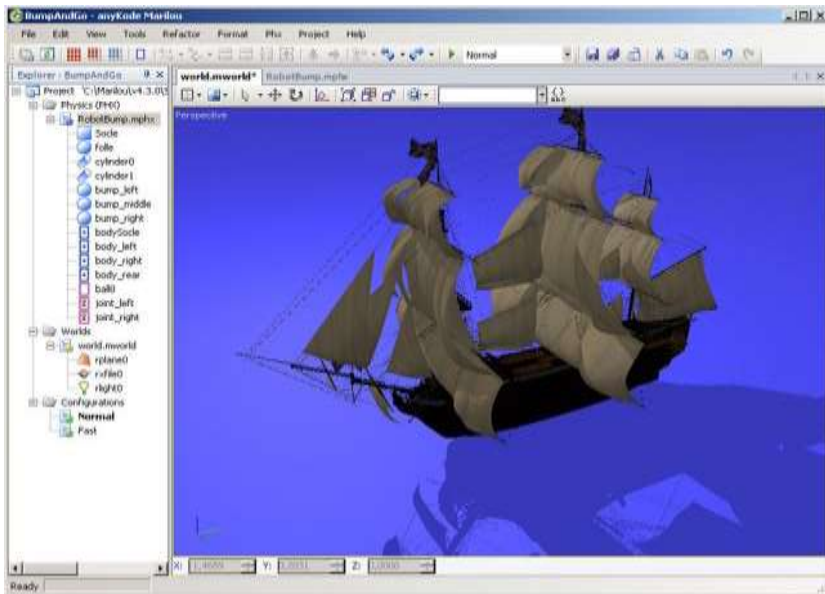 BumpAndGo - anyKode Marilou
File Edit View Tools Refactor Format Phx Project Help
Normal
Explorer - BumpAndGo
world.mworld* RobotBump.mphx
Project
Physics (PHX)
RobotBump.mphx
Socle
folle
cylinder0
cylinder1
bump_left
bump_middle
bump_right
bodySocle
body_left
body_right
body_rear
ball0
joint_left
joint_right
Worlds
world.mworld
rplane0
rxfile0
rlight0
Configurations
Normal
Fast
Perspective
X: Y: Z:
Ready